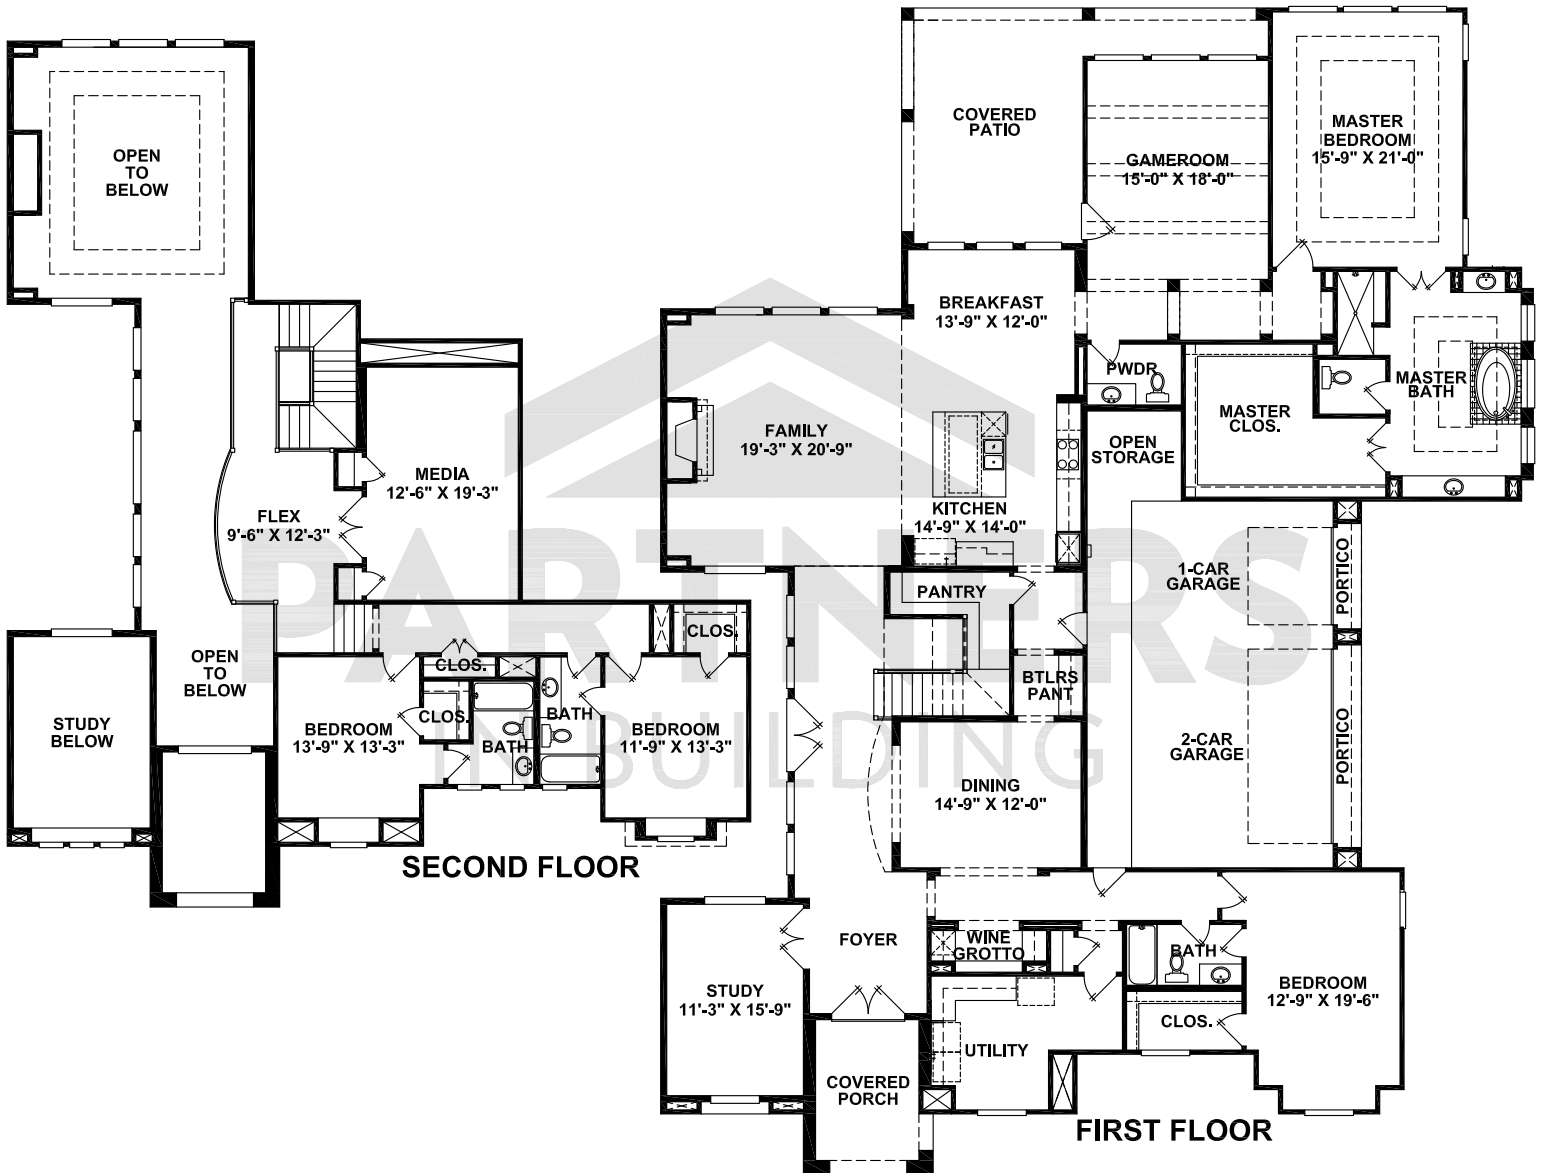 OPEN
TO
BELOW
MEDIA
12'-6" X 19'-3"
FLEX
9'-6" X 12'-3"
OPEN
TO
BELOW
STUDY
BELOW
BEDROOM
13'-9" X 13'-3"
CLOS.
CLOS.
BATH
BATH
CLOS.
BEDROOM
11'-9" X 13'-3"
SECOND FLOOR
COVERED
PATIO
GAMEROOM
15'-0" X 18'-0"
MASTER
BEDROOM
15'-9" X 21'-0"
BREAKFAST
13'-9" X 12'-0"
PWDR
MASTER
BATH
MASTER
CLOS.
FAMILY
19'-3" X 20'-9"
OPEN
STORAGE
KITCHEN
14'-9" X 14'-0"
PANTRY
1-CAR
GARAGE
PORTICO
BTLRS
PANT
2-CAR
GARAGE
PORTICO
DINING
14'-9" X 12'-0"
FOYER
WINE
GROTTO
BATH
BEDROOM
12'-9" X 19'-6"
STUDY
11'-3" X 15'-9"
CLOS.
UTILITY
COVERED
PORCH
FIRST FLOOR
PARTNERS
IN BUILDING